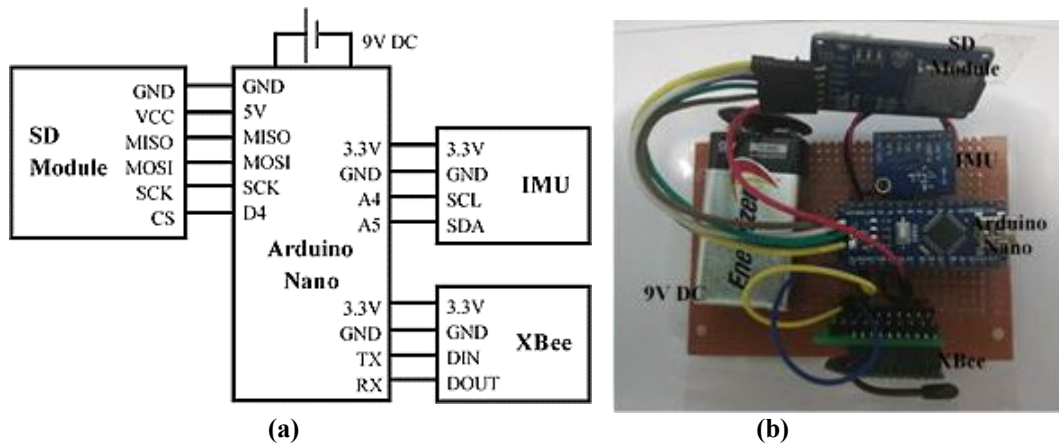 9V DC
SD
Module
GND
VCC
MISO
MOSI
SCK
CS
GND
5V
MISO
MOSI
SCK
D4
Arduino
Nano
3.3V
GND
A4
A5
3.3V
GND
TX
RX
3.3V
GND
SCL
SDA
IMU
3.3V
GND
DIN
DOUT
XBee
(a)
SD
Module
IMU
Arduino
Nano
Energizer
9V DC
XBee
(b)